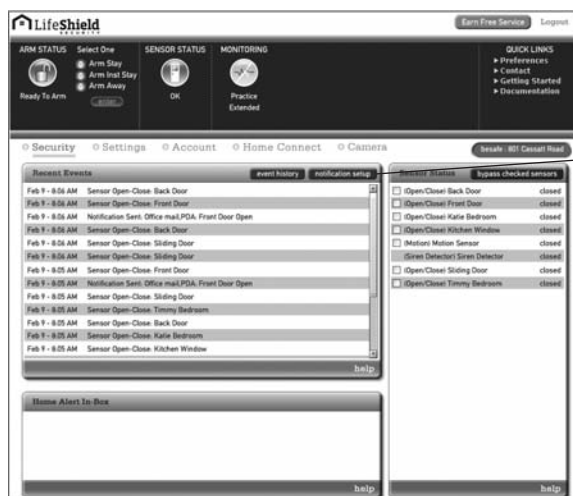 LifeShield
SECURITY
Earn Free Service Logout
ARM STATUS Select One SENSOR STATUS MONITORING QUICK LINKS
Arm Stay
Arm Inst Stay
Arm Away
enter
Ready To Arm
OK
Practice
Extended
Preferences
Contact
Getting Started
Documentation
Security Settings Account Home Connect Camera
besafe : 801 Cassatt Road
Recent Events event history notification setup
Feb 9 - 8:06 AM Sensor Open-Close: Back Door
Feb 9 - 8:06 AM Sensor Open-Close: Front Door
Feb 9 - 8:06 AM Notification Sent: Office mail,PDA: Front Door Open
Feb 9 - 8:06 AM Sensor Open-Close: Back Door
Feb 9 - 8:06 AM Sensor Open-Close: Sliding Door
Feb 9 - 8:06 AM Sensor Open-Close: Sliding Door
Feb 9 - 8:05 AM Sensor Open-Close: Front Door
Feb 9 - 8:05 AM Notification Sent: Office mail,PDA: Front Door Open
Feb 9 - 8:05 AM Sensor Open-Close: Sliding Door
Feb 9 - 8:05 AM Sensor Open-Close: Timmy Bedroom
Feb 9 - 8:05 AM Sensor Open-Close: Back Door
Feb 9 - 8:05 AM Sensor Open-Close: Katie Bedroom
Feb 9 - 8:05 AM Sensor Open-Close: Kitchen Window
help
Sensor Status bypass checked sensors
(Open/Close) Back Door closed
(Open/Close) Front Door closed
(Open/Close) Katie Bedroom closed
(Open/Close) Kitchen Window closed
(Motion) Motion Sensor closed
(Siren Detector) Siren Detector closed
(Open/Close) Sliding Door closed
(Open/Close) Timmy Bedroom closed
help
Home Alert In-Box
help